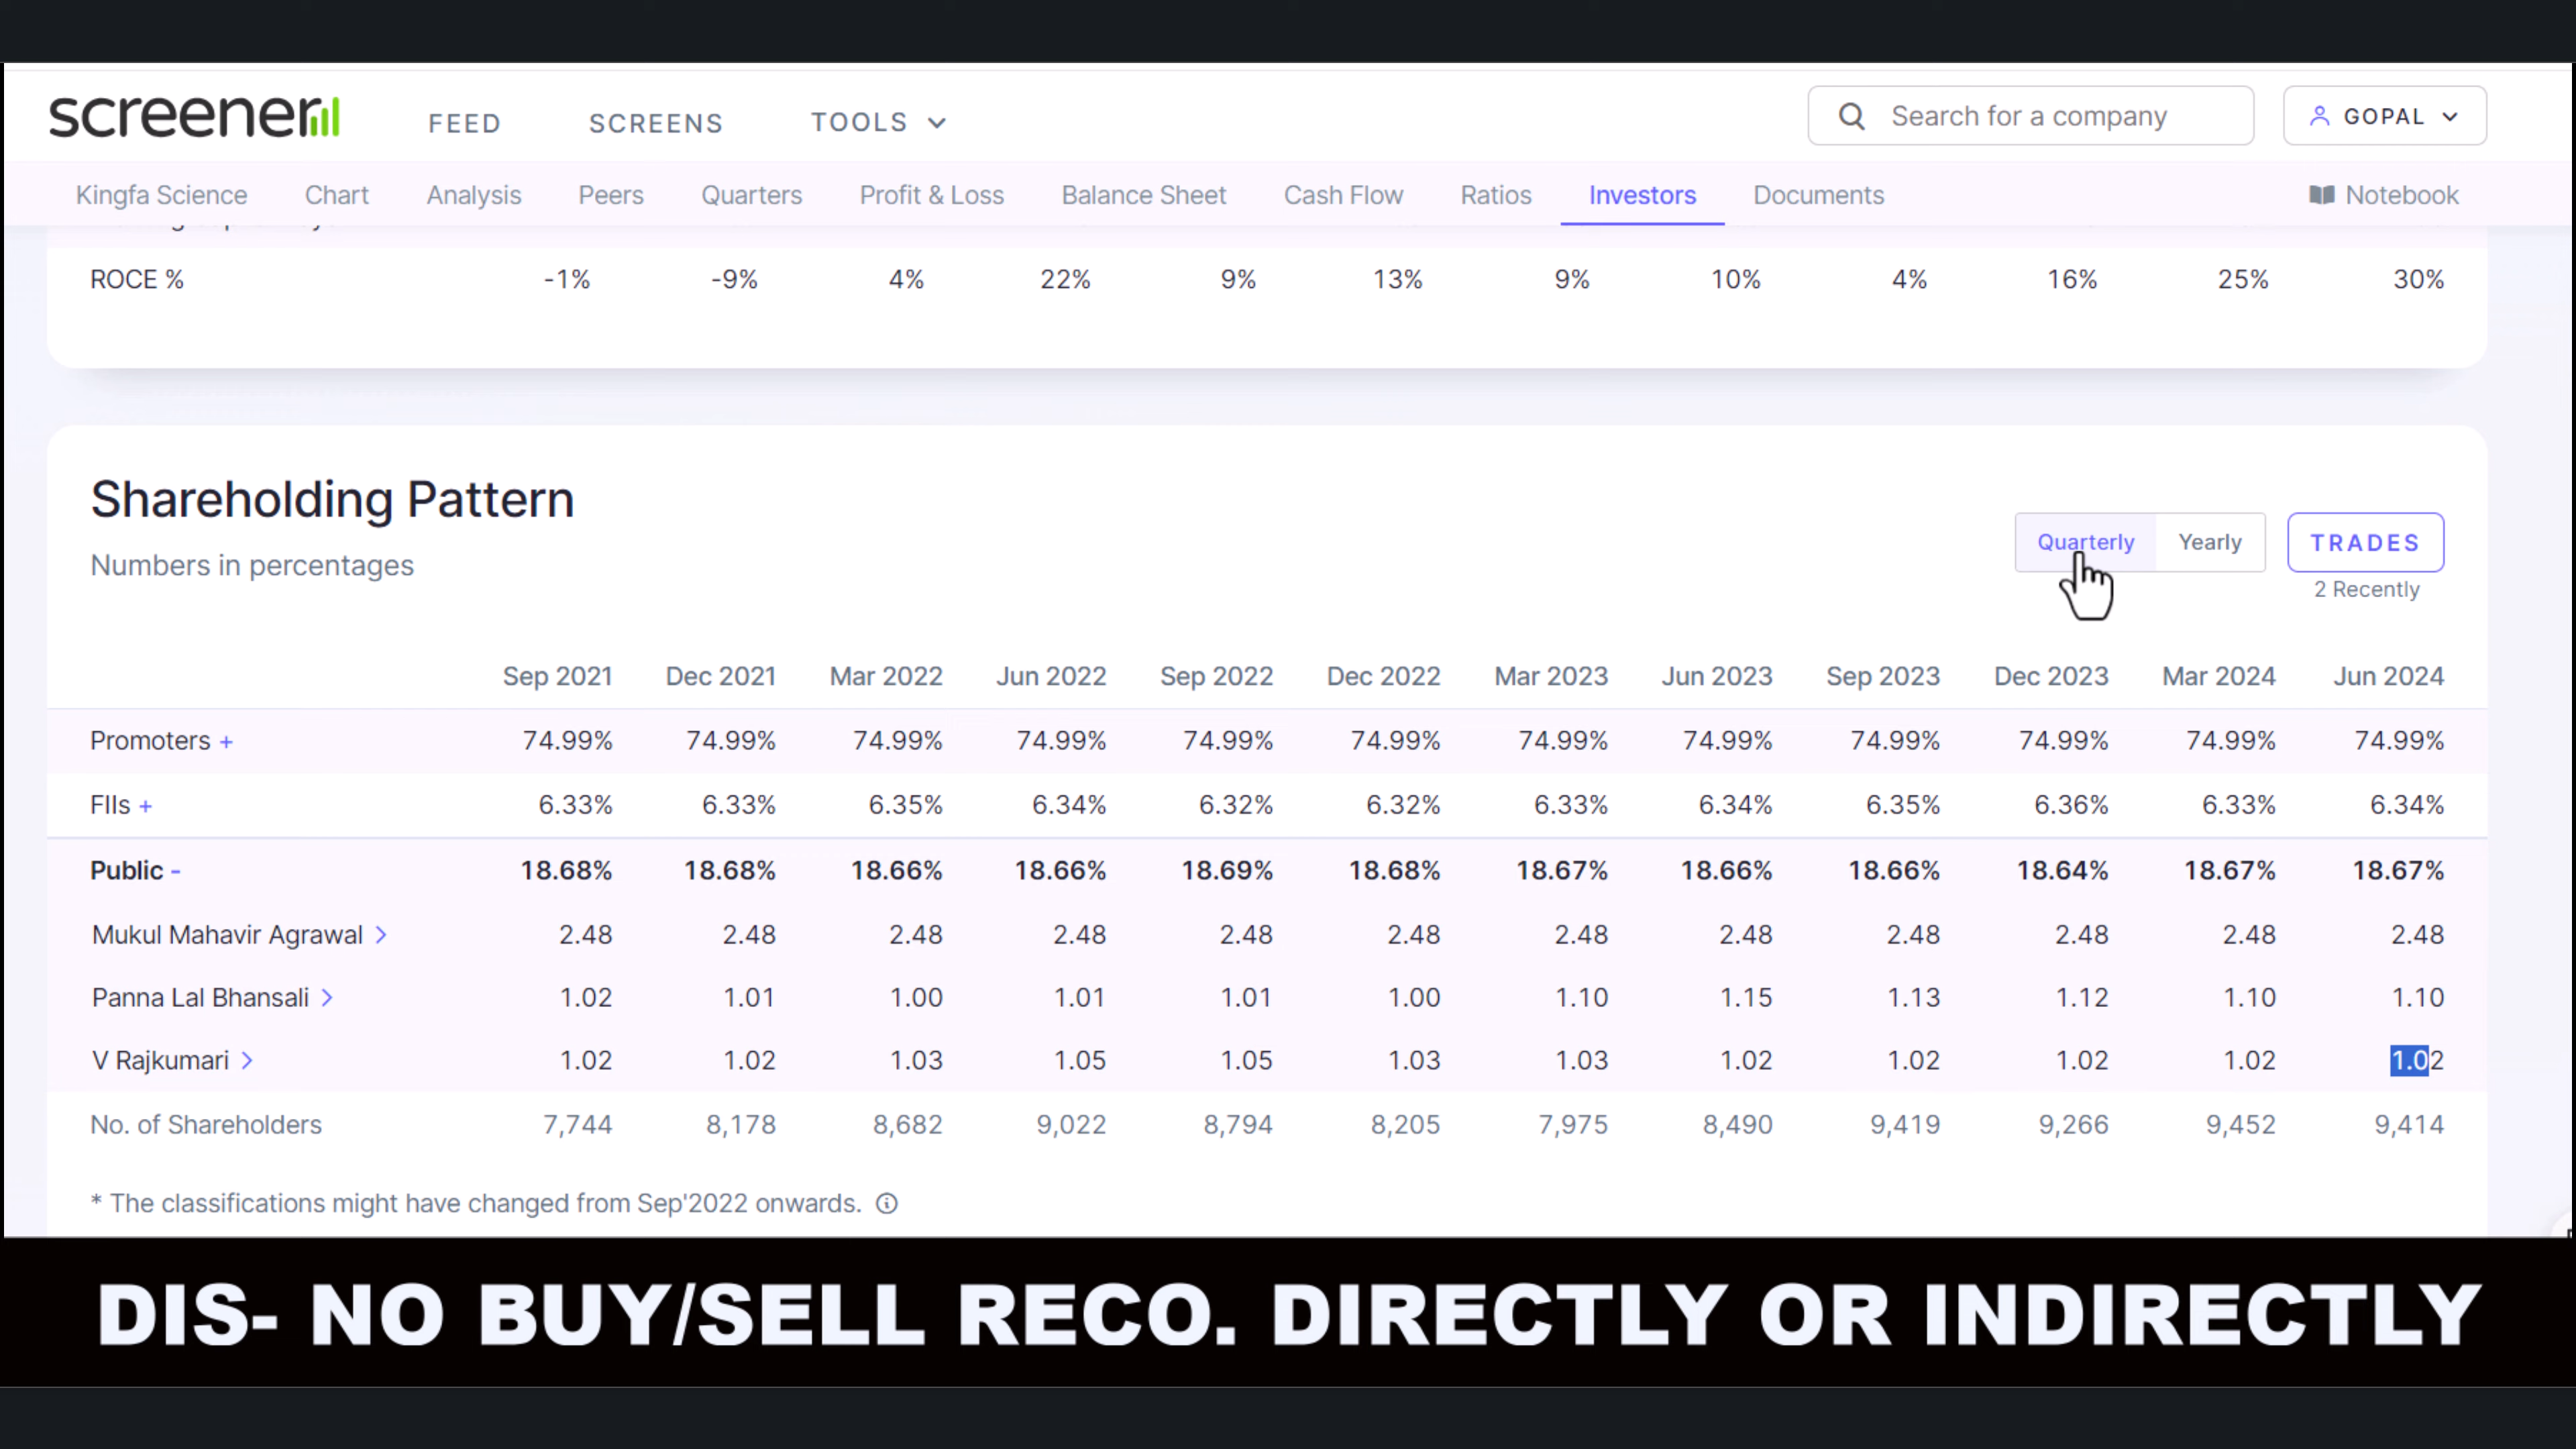 screener FEED SCREENS TOOLS Search for a company GOPAL
Kingfa Science Chart Analysis Peers Quarters Profit & Loss Balance Sheet Cash Flow Ratios Investors Documents Notebook
ROCE % -1% -9% 4% 22% 9% 13% 9% 10% 4% 16% 25% 30%
Shareholding Pattern
Numbers in percentages
Quarterly Yearly TRADES
2 Recently
Sep 2021 Dec 2021 Mar 2022 Jun 2022 Sep 2022 Dec 2022 Mar 2023 Jun 2023 Sep 2023 Dec 2023 Mar 2024 Jun 2024
Promoters + 74.99% 74.99% 74.99% 74.99% 74.99% 74.99% 74.99% 74.99% 74.99% 74.99% 74.99% 74.99%
FIIs + 6.33% 6.33% 6.35% 6.34% 6.32% 6.32% 6.33% 6.34% 6.35% 6.36% 6.33% 6.34%
Public - 18.68% 18.68% 18.66% 18.66% 18.69% 18.68% 18.67% 18.66% 18.66% 18.64% 18.67% 18.67%
Mukul Mahavir Agrawal > 2.48 2.48 2.48 2.48 2.48 2.48 2.48 2.48 2.48 2.48 2.48 2.48
Panna Lal Bhansali > 1.02 1.01 1.00 1.01 1.01 1.00 1.10 1.15 1.13 1.12 1.10 1.10
V Rajkumari > 1.02 1.02 1.03 1.05 1.05 1.03 1.03 1.02 1.02 1.02 1.02 1.02
No. of Shareholders 7,744 8,178 8,682 9,022 8,794 8,205 7,975 8,490 9,419 9,266 9,452 9,414
* The classifications might have changed from Sep'2022 onwards.
DIS- NO BUY/SELL RECO. DIRECTLY OR INDIRECTLY